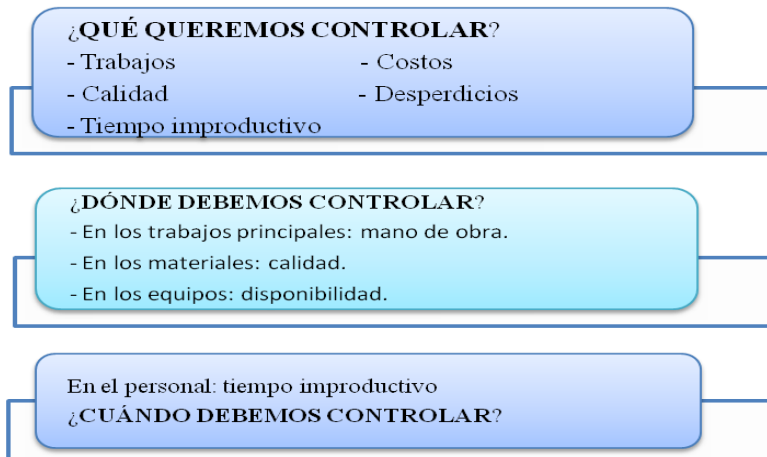 ¿QUÉ QUEREMOS CONTROLAR?
- Trabajos - Costos
- Calidad - Desperdicios
- Tiempo improductivo
¿DÓNDE DEBEMOS CONTROLAR?
- En los trabajos principales: mano de obra.
- En los materiales: calidad.
- En los equipos: disponibilidad.
En el personal: tiempo improductivo
¿CUÁNDO DEBEMOS CONTROLAR?